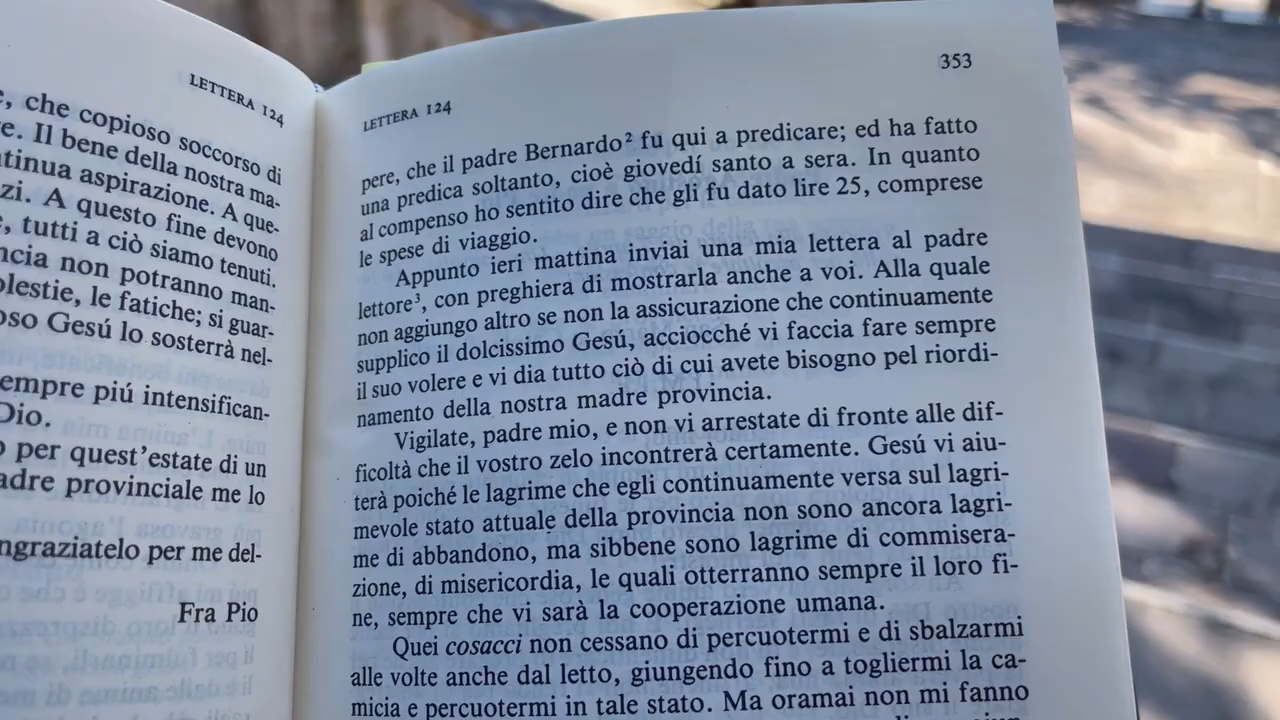 LETTERA 124
che copioso soccorso di
Il bene della nostra ma-
aspirazione. A que-
A questo fine devono
tutti a ciò siamo tenuti.
non potranno man-
le fatiche; si guar-
Gesú lo sosterrà nel-
sempre piú intensifican-
Dio.
per quest'estate di un
provinciale me lo
per me del-
Fra Pio
353
LETTERA 124
pere, che il padre Bernardo² fu qui a predicare; ed ha fatto
una predica soltanto, cioè giovedí santo a sera. In quanto
al compenso ho sentito dire che gli fu dato lire 25, comprese
le spese di viaggio.
Appunto ieri mattina inviai una mia lettera al padre
lettore³, con preghiera di mostrarla anche a voi. Alla quale
non aggiungo altro se non la assicurazione che continuamente
supplico il dolcissimo Gesú, acciocché vi faccia fare sempre
il suo volere e vi dia tutto ciò di cui avete bisogno pel riordi-
namento della nostra madre provincia.
Vigilate, padre mio, e non vi arrestate di fronte alle dif-
ficoltà che il vostro zelo incontrerà certamente. Gesú vi aiu-
terà poiché le lagrime che egli continuamente versa sul lagri-
mevole stato attuale della provincia non sono ancora lagri-
me di abbandono, ma sibbene sono lagrime di commisera-
zione, di misericordia, le quali otterranno sempre il loro fi-
ne, sempre che vi sarà la cooperazione umana.
Quei cosacci non cessano di percuotermi e di sbalzarmi
alle volte anche dal letto, giungendo fino a togliermi la ca-
micia e percuotermi in tale stato. Ma oramai non mi fanno